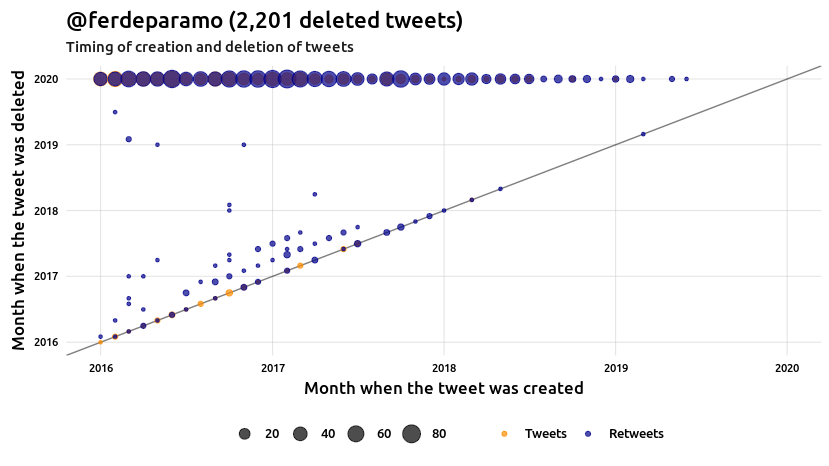 @ferdeparamo (2,201 deleted tweets)
Timing of creation and deletion of tweets
Month when the tweet was deleted
2020
2019
2018
2017
2016
2016 2017 2018 2019 2020
Month when the tweet was created
20 40 60 80 Tweets Retweets